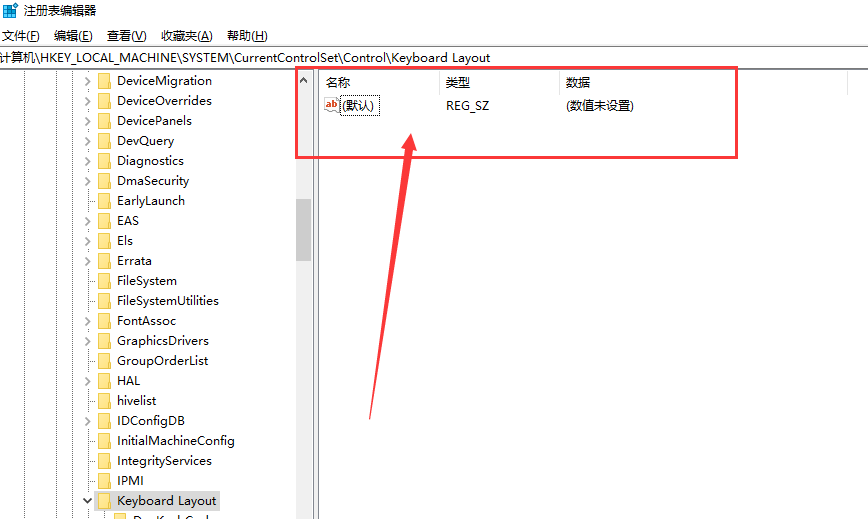 注册表编辑器
文件(F) 编辑(E) 查看(V) 收藏夹(A) 帮助(H)
计算机\HKEY_LOCAL_MACHINE\SYSTEM\CurrentControlSet\Control\Keyboard Layout
名称 类型 数据
ab (默认) REG_SZ (数值未设置)
DeviceMigration
DeviceOverrides
DevicePanels
DevQuery
Diagnostics
DmaSecurity
EarlyLaunch
EAS
Els
Errata
FileSystem
FileSystemUtilities
FontAssoc
GraphicsDrivers
GroupOrderList
HAL
hivelist
IDConfigDB
InitialMachineConfig
IntegrityServices
IPMI
Keyboard Layout